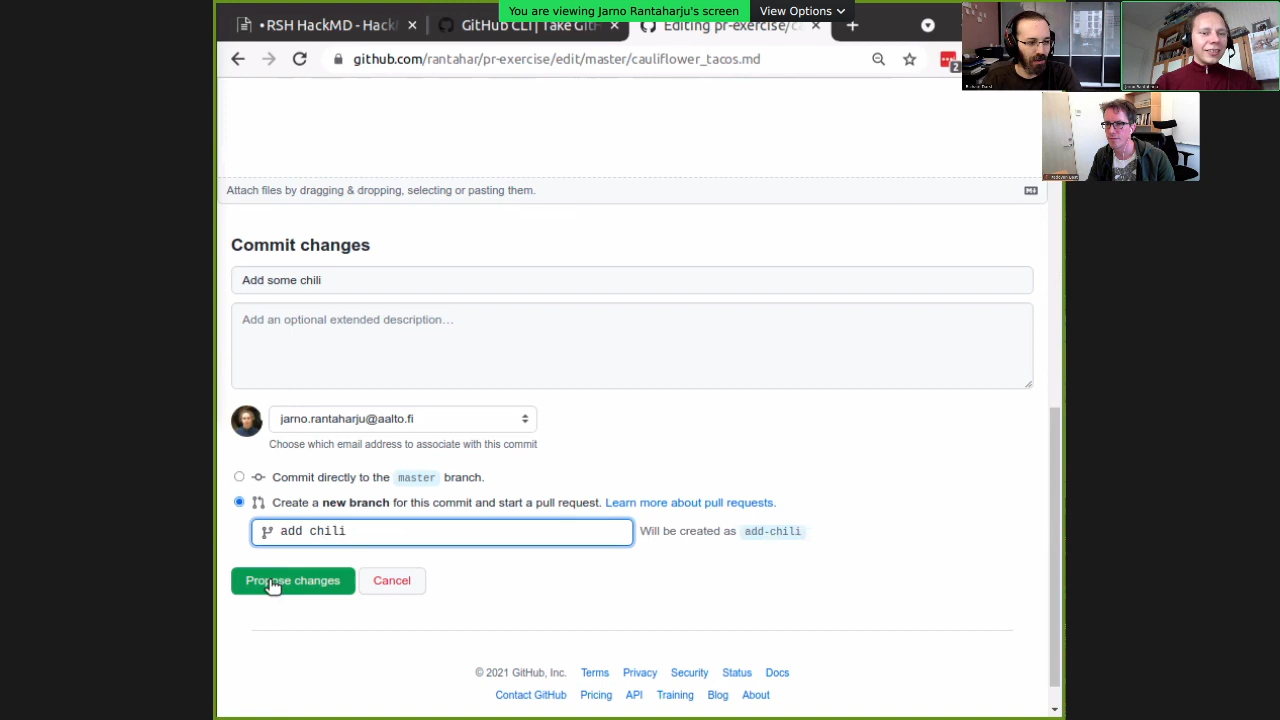 You are viewing Jarno Rantaharju's screen
View Options
•RSH HackMD - Hack
GitHub CLI | Take GitH
Editing pr-exercise/c
github.com/rantahar/pr-exercise/edit/master/cauliflower_tacos.md
2
Attach files by dragging & dropping, selecting or pasting them.
Commit changes
Add some chili
Add an optional extended description…
jarno.rantaharju@aalto.fi
Choose which email address to associate with this commit
Commit directly to the master branch.
Create a new branch for this commit and start a pull request. Learn more about pull requests.
add chili
Will be created as add-chili
Propose changes
Cancel
© 2021 GitHub, Inc. Terms Privacy Security Status Docs
Contact GitHub Pricing API Training Blog About